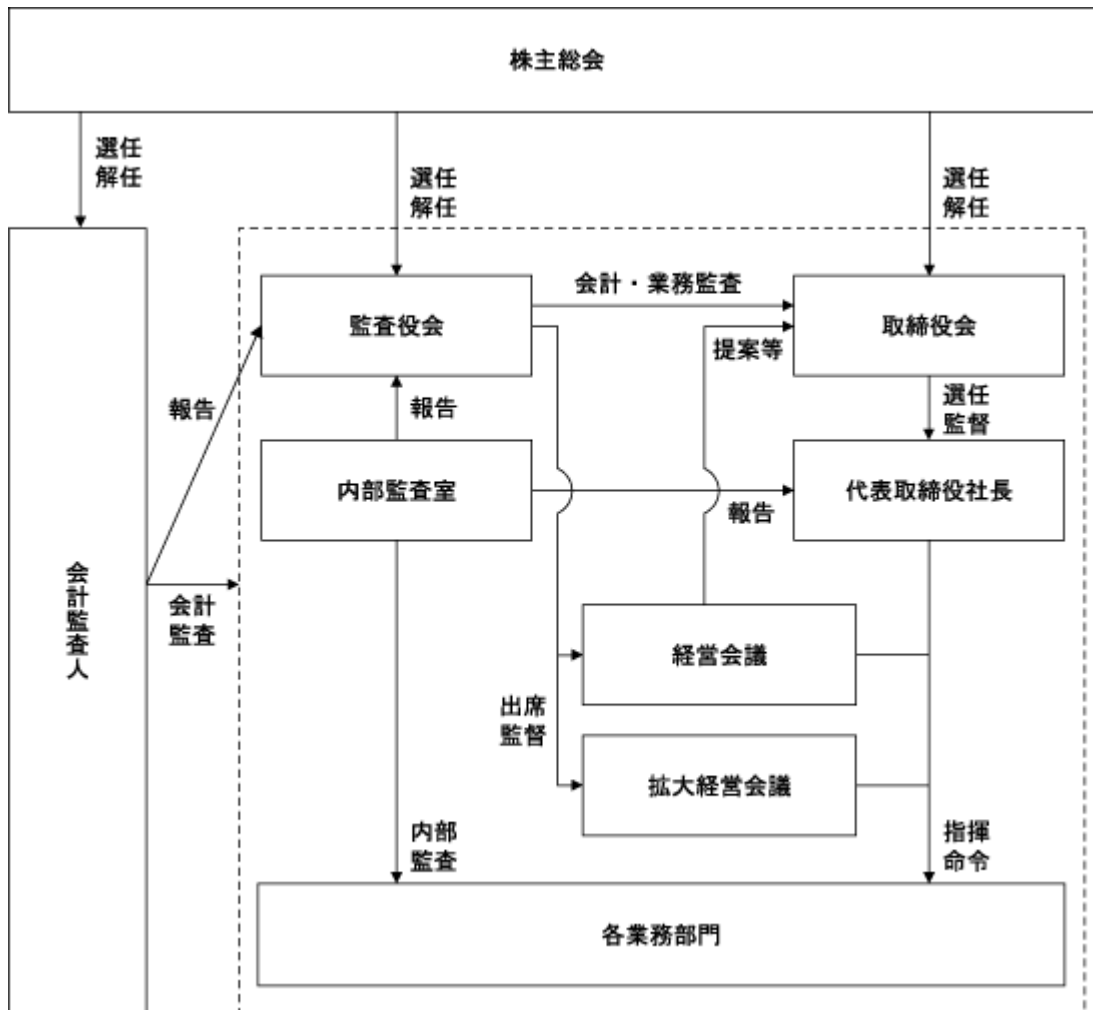 株主総会
選任
解任
選任
解任
選任
解任
会計・業務監査
監査役会
取締役会
提案等
報告
報告
選任
監督
内部監査室
代表取締役社長
報告
会計監査人
会計
監査
経営会議
出席
監督
拡大経営会議
内部
監査
指揮
命令
各業務部門